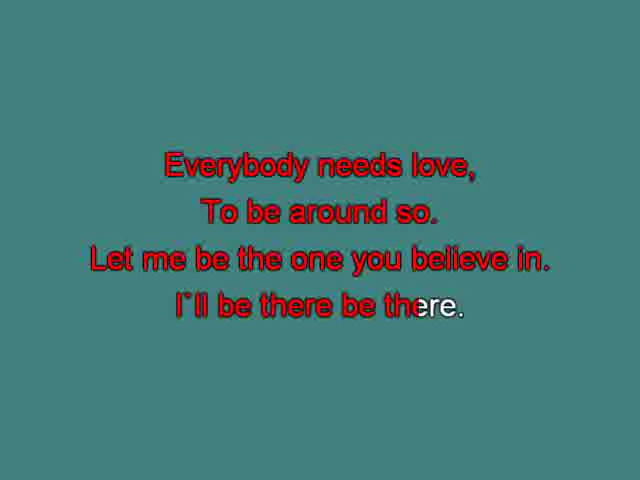 Everybody needs love,
To be around so.
Let me be the one you believe in.
I`ll be there be there.